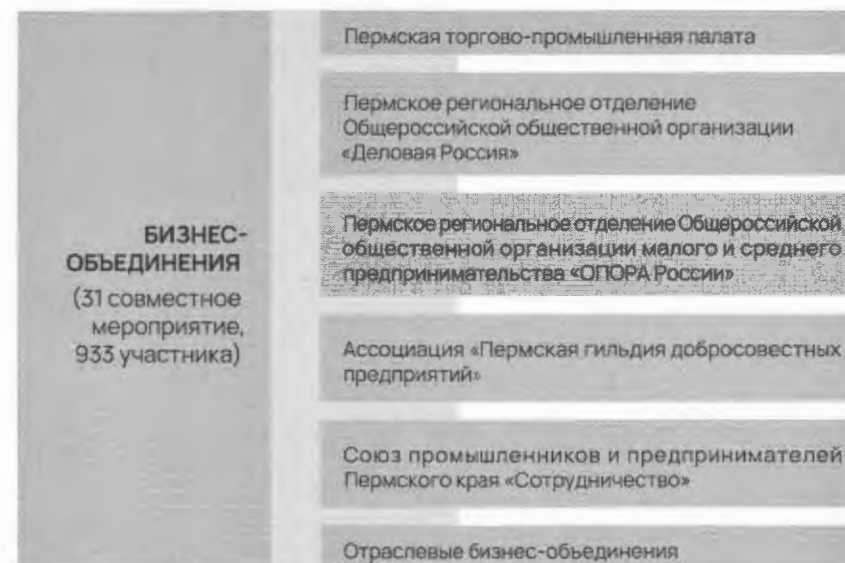 БИЗНЕС-
ОБЪЕДИНЕНИЯ
(31 совместное
мероприятие,
933 участника)
Пермская торгово-промышленная палата
Пермское региональное отделение
Общероссийской общественной организации
«Деловая Россия»
Пермское региональное отделение Общероссийской
общественной организации малого и среднего
предпринимательства «ОПОРА России»
Ассоциация «Пермская гильдия добросовестных
предприятий»
Союз промышленников и предпринимателей
Пермского края «Сотрудничество»
Отраслевые бизнес-объединения